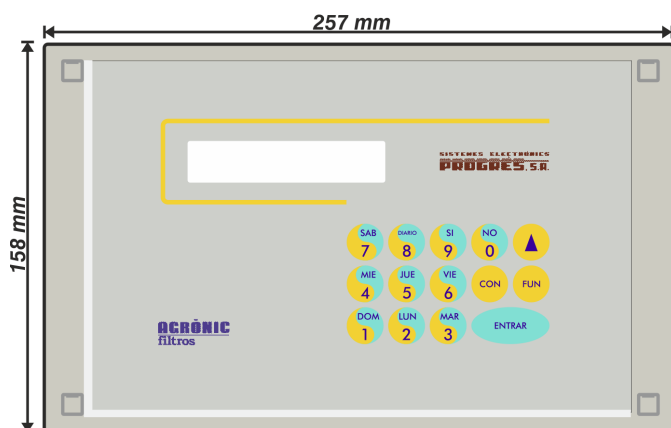 257 mm
158 mm
SISTEMES ELECTRÒNICS
PROGRÉS, S.A.
SAB DIARIO SI NO
7 8 9 0
MIE JUE VIE
4 5 6 CON FUN
DOM LUN MAR
1 2 3 ENTRAR
AGRÒNIC
filtros